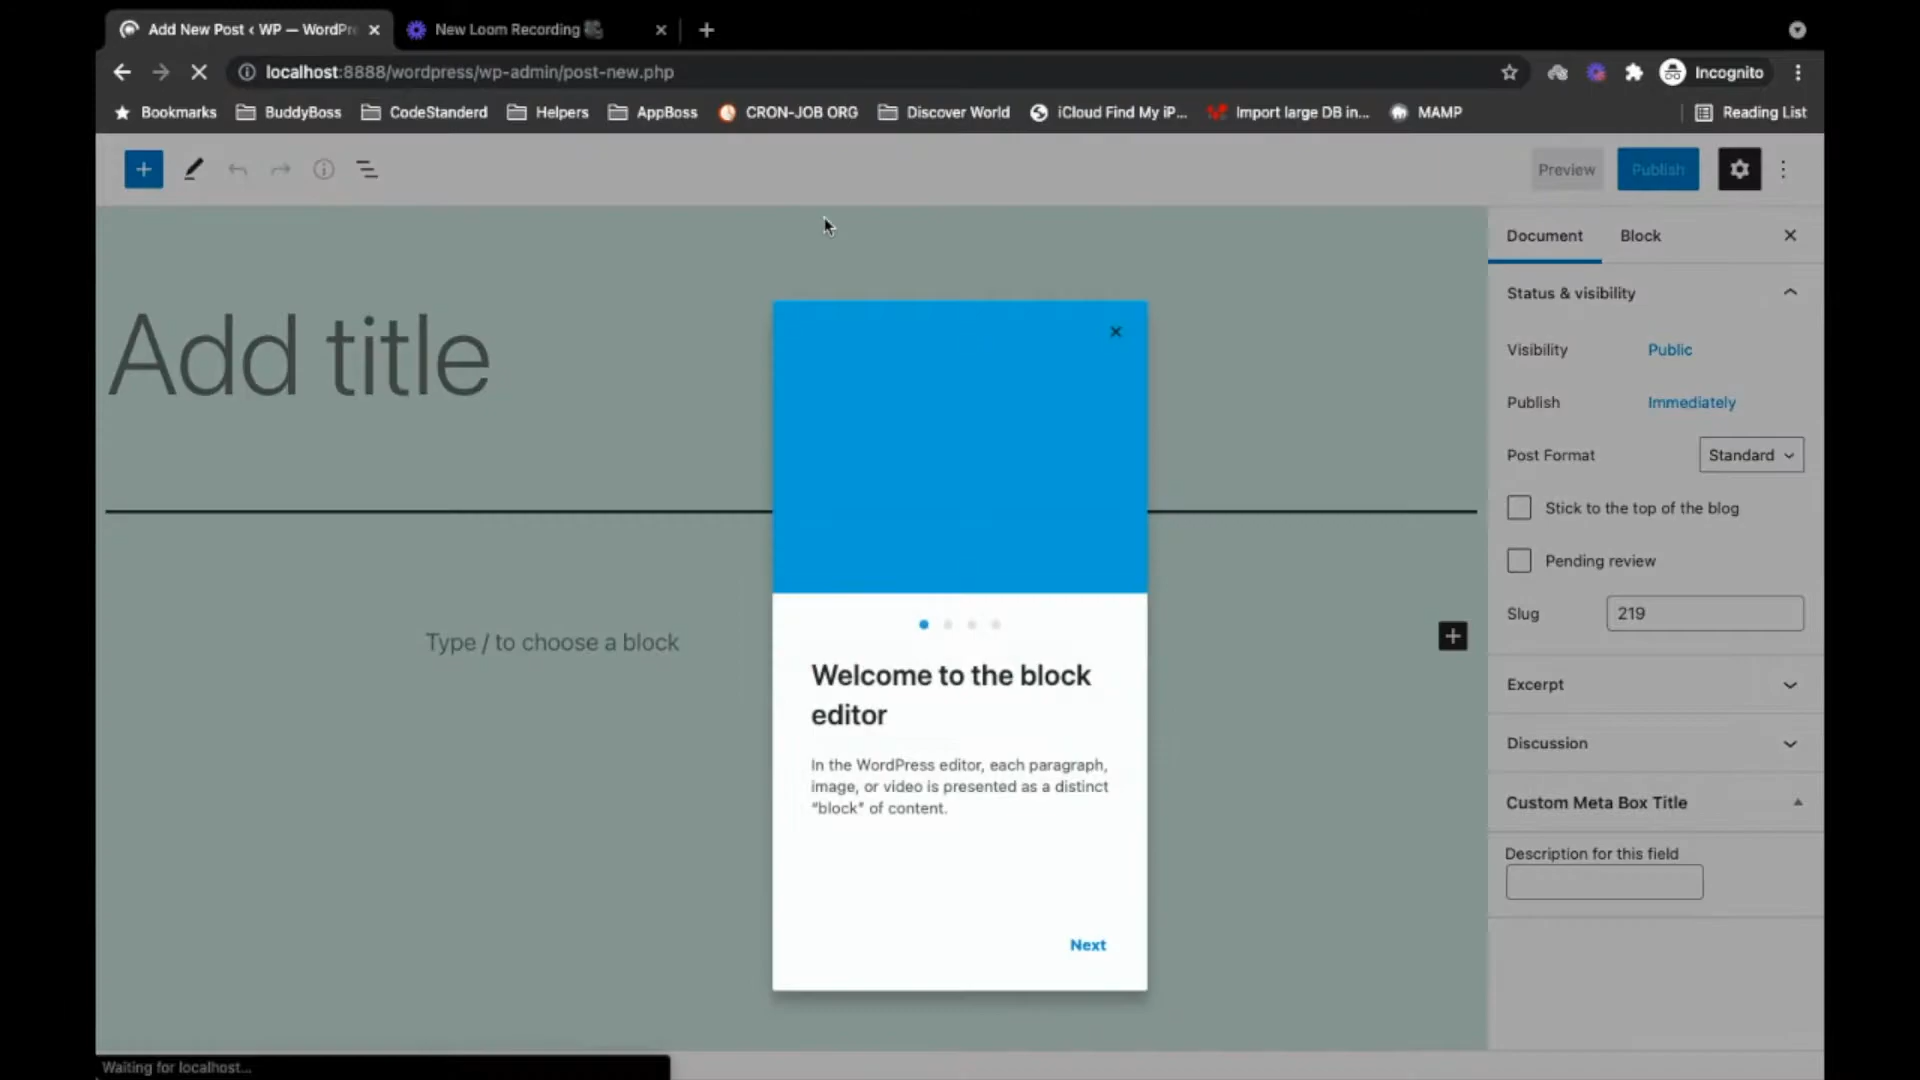 Add New Post ‹ WP — WordPre
New Loom Recording
localhost:8888/wordpress/wp-admin/post-new.php
Incognito
Bookmarks
BuddyBoss
CodeStanderd
Helpers
AppBoss
CRON-JOB ORG
Discover World
iCloud Find My iP...
Import large DB in...
MAMP
Reading List
Preview
Publish
Document
Block
Add title
Type / to choose a block
Welcome to the block
editor
In the WordPress editor, each paragraph,
image, or video is presented as a distinct
“block” of content.
Next
Status & visibility
Visibility
Public
Publish
Immediately
Post Format
Standard
Stick to the top of the blog
Pending review
Slug
219
Excerpt
Discussion
Custom Meta Box Title
Description for this field
Waiting for localhost...